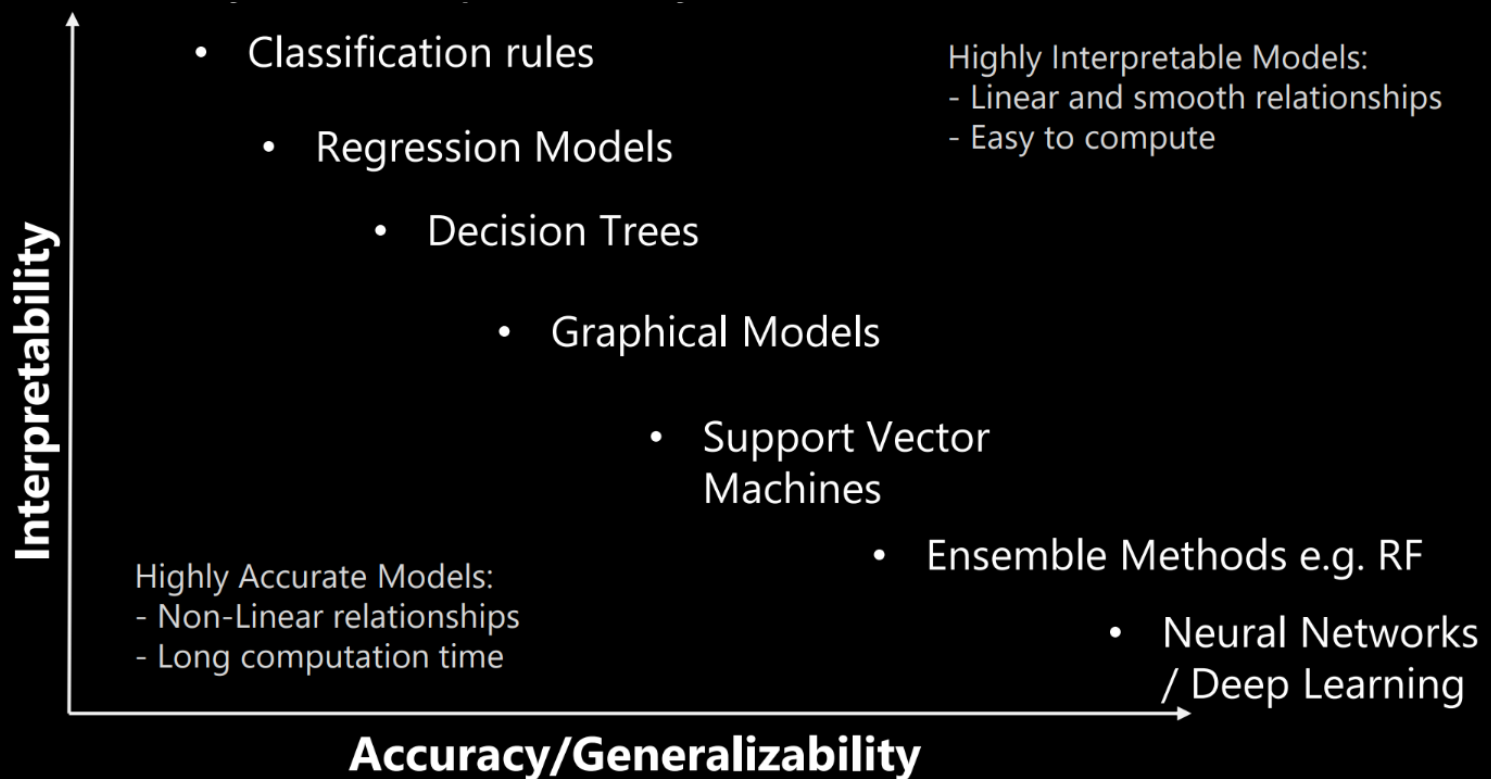 • Classification rules
Highly Interpretable Models:
- Linear and smooth relationships
- Easy to compute
• Regression Models
• Decision Trees
• Graphical Models
• Support Vector
Machines
• Ensemble Methods e.g. RF
• Neural Networks
/ Deep Learning
Highly Accurate Models:
- Non-Linear relationships
- Long computation time
Interpretability
Accuracy/Generalizability